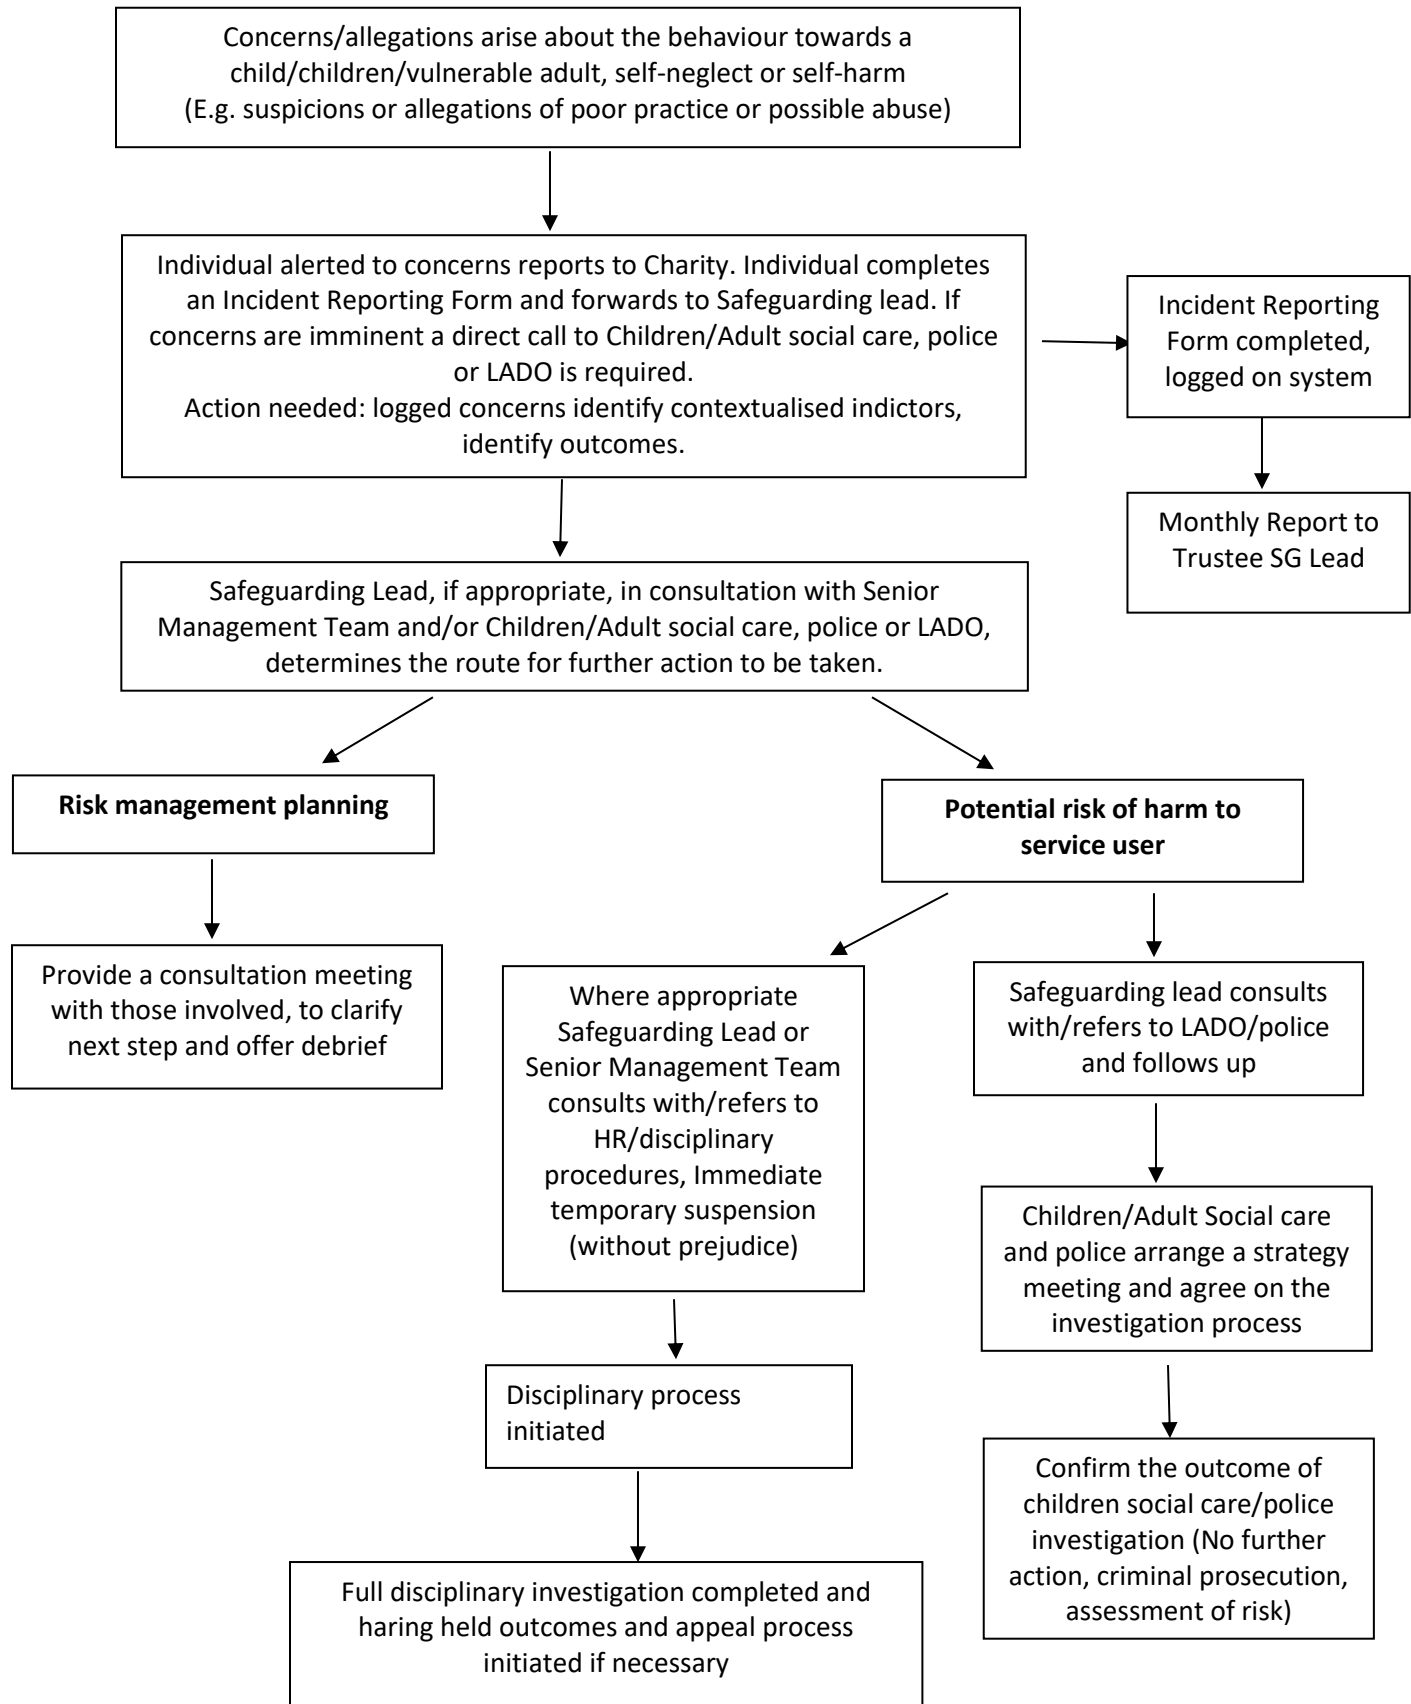 Concerns/allegations arise about the behaviour towards a
child/children/vulnerable adult, self-neglect or self-harm
(E.g. suspicions or allegations of poor practice or possible abuse)
Individual alerted to concerns reports to Charity. Individual completes
an Incident Reporting Form and forwards to Safeguarding lead. If
concerns are imminent a direct call to Children/Adult social care, police
or LADO is required.
Action needed: logged concerns identify contextualised indictors,
identify outcomes.
Incident Reporting
Form completed,
logged on system
Monthly Report to
Trustee SG Lead
Safeguarding Lead, if appropriate, in consultation with Senior
Management Team and/or Children/Adult social care, police or LADO,
determines the route for further action to be taken.
Risk management planning
Potential risk of harm to
service user
Provide a consultation meeting
with those involved, to clarify
next step and offer debrief
Where appropriate
Safeguarding Lead or
Senior Management Team
consults with/refers to
HR/disciplinary
procedures, Immediate
temporary suspension
(without prejudice)
Safeguarding lead consults
with/refers to LADO/police
and follows up
Children/Adult Social care
and police arrange a strategy
meeting and agree on the
investigation process
Disciplinary process
initiated
Confirm the outcome of
children social care/police
investigation (No further
action, criminal prosecution,
assessment of risk)
Full disciplinary investigation completed and
haring held outcomes and appeal process
initiated if necessary